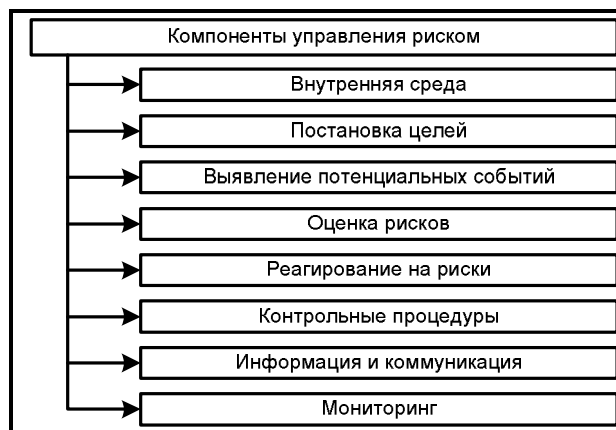 Компоненты управления риском
Внутренняя среда
Постановка целей
Выявление потенциальных событий
Оценка рисков
Реагирование на риски
Контрольные процедуры
Информация и коммуникация
Мониторинг